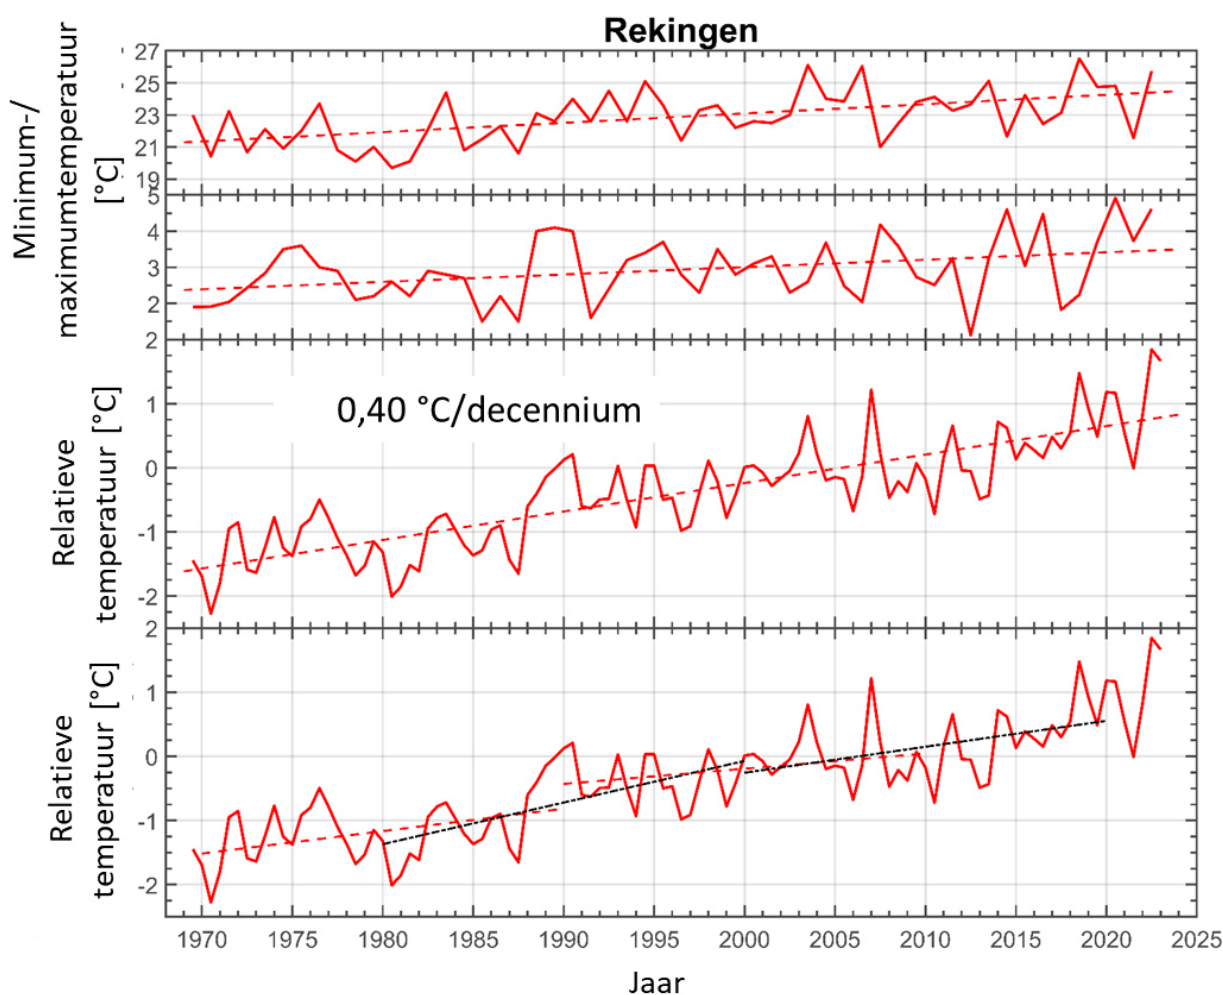 Rekingen
Minimum-/
maximumtemperatuur
[°C]
27
25
23
21
19
5
4
3
2
2
1
0
-1
-2
0,40 °C/decennium
Relatieve
temperatuur [°C]
2
1
0
-1
-2
Relatieve
temperatuur [°C]
1970 1975 1980 1985 1990 1995 2000 2005 2010 2015 2020 2025
Jaar